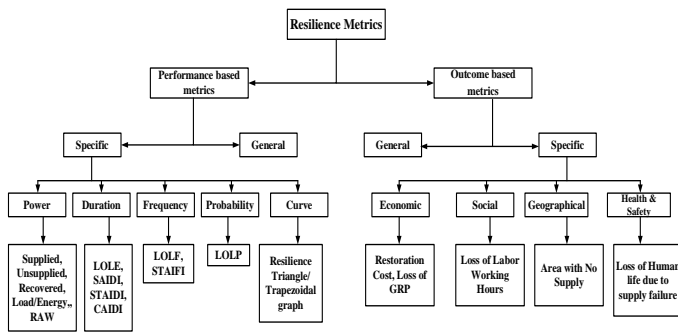 Resilience Metrics
Performance based
metrics
Outcome based
metrics
Specific
General
General
Specific
Power
Duration
Frequency
Probability
Curve
Economic
Social
Geographical
Health &
Safety
Supplied,
Unsupplied,
Recovered,
Load/Energy,,
RAW
LOLE,
SAIDI,
STAIDI,
CAIDI
LOLF,
STAIFI
LOLP
Resilience
Triangle/
Trapezoidal
graph
Restoration
Cost, Loss of
GRP
Loss of Labor
Working
Hours
Area with No
Supply
Loss of Human
life due to
supply failure